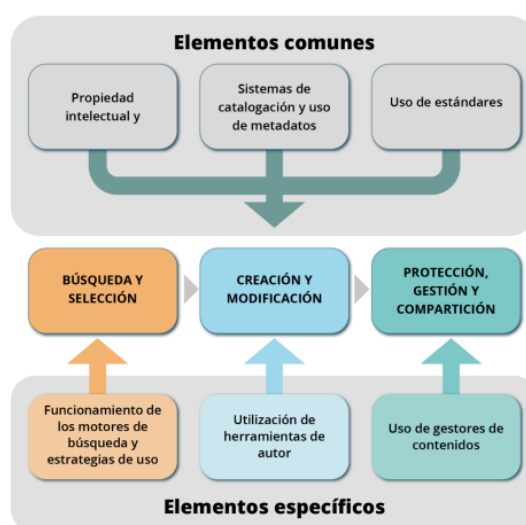 Elementos comunes
Propiedad
intelectual y
Sistemas de
catalogación y uso
de metadatos
Uso de estándares
BÚSQUEDA Y
SELECCIÓN
CREACIÓN Y
MODIFICACIÓN
PROTECCIÓN,
GESTIÓN Y
COMPARTICIÓN
Funcionamiento de
los motores de
búsqueda y
estrategias de uso
Utilización de
herramientas de
autor
Uso de gestores de
contenidos
Elementos específicos